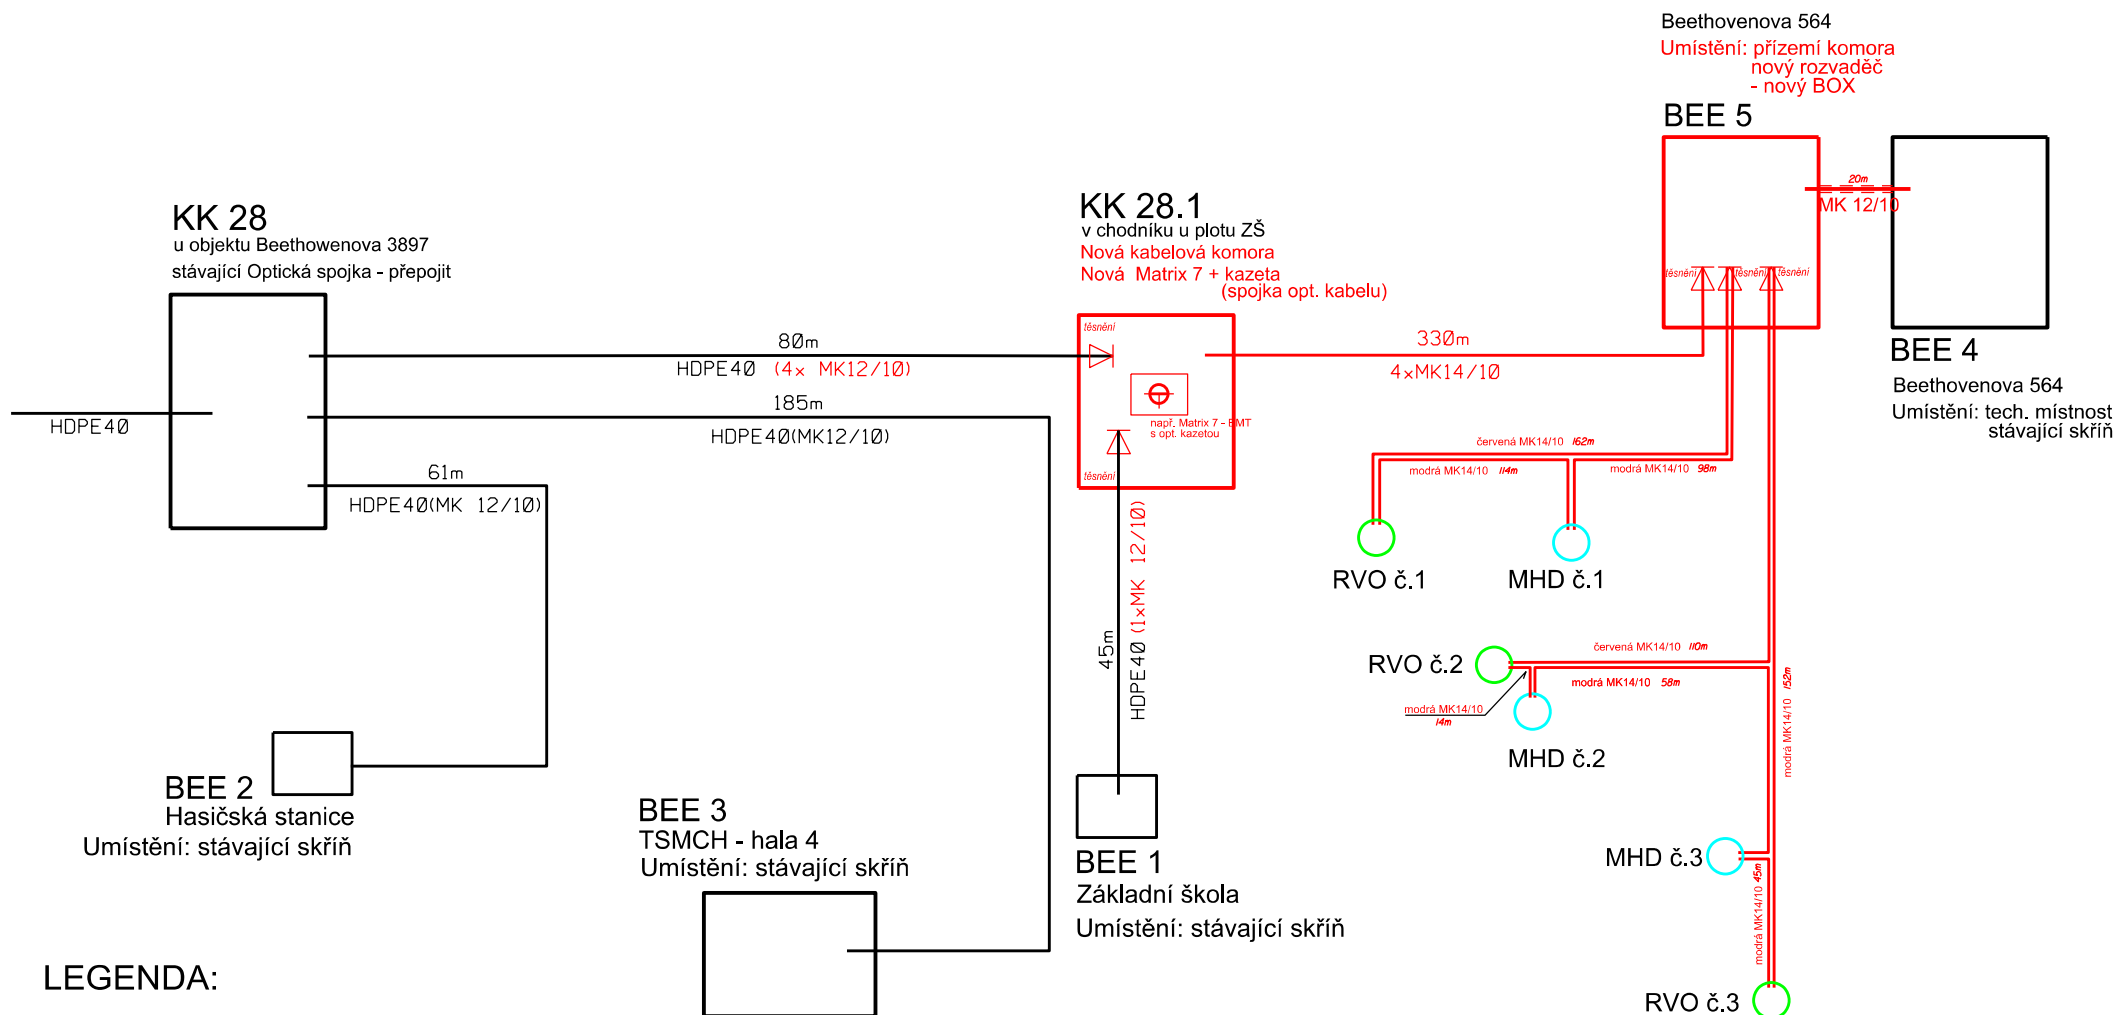 Beethovenova 564
Umístění: přízemí komora
nový rozvaděč
- nový BOX
BEE 5
20m
MK 12/10
těsnění
těsnění
těsnění
BEE 4
Beethovenova 564
Umístění: tech. místnost
stávající skříň
KK 28
u objektu Beethowenova 3897
stávající Optická spojka - přepojit
KK 28.1
v chodníku u plotu ZŠ
Nová kabelová komora
Nová Matrix 7 + kazeta
(spojka opt. kabelu)
těsnění
80m
HDPE40 (4x MK12/10)
330m
4xMK14/10
HDPE40
185m
HDPE40(MK12/10)
např. Matrix 7 - BMT
s opt. kazetou
těsnění
61m
HDPE40(MK 12/10)
červená MK14/10 162m
modrá MK14/10 114m
modrá MK14/10 98m
RVO č.1
MHD č.1
45m
HDPE40 (1xMK 12/10)
červená MK14/10 110m
RVO č.2
modrá MK14/10 58m
modrá MK14/10
14m
MHD č.2
modrá MK14/10 152m
BEE 2
Hasičská stanice
Umístění: stávající skříň
BEE 3
TSMCH - hala 4
Umístění: stávající skříň
BEE 1
Základní škola
Umístění: stávající skříň
MHD č.3
modrá MK14/10 45m
RVO č.3
LEGENDA: